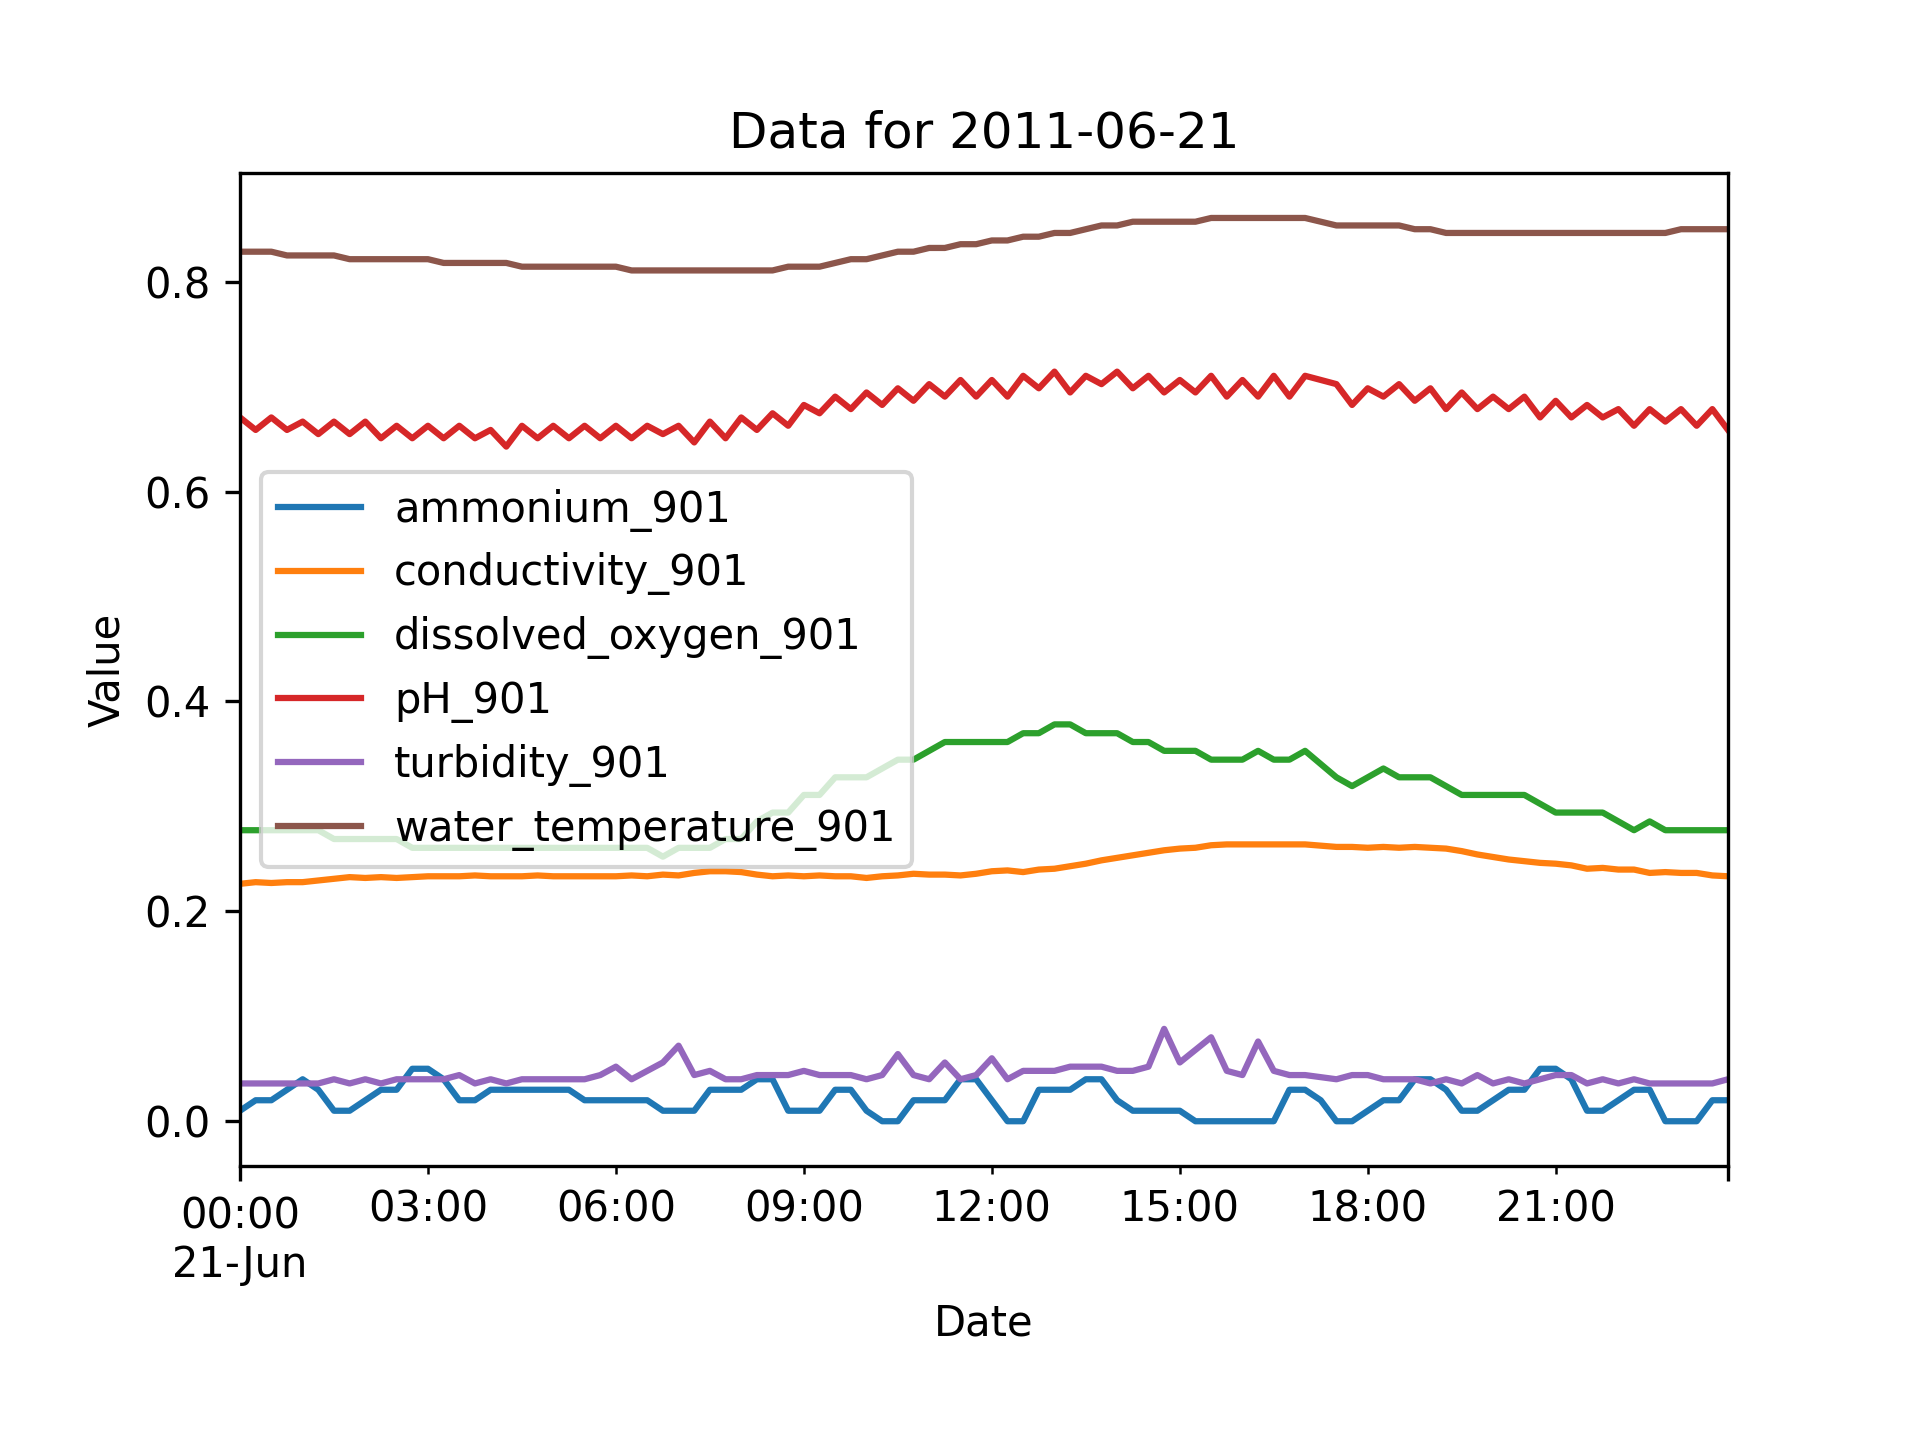 Data for 2011-06-21
Value
0.8
0.6
0.4
0.2
0.0
ammonium_901
conductivity_901
dissolved_oxygen_901
pH_901
turbidity_901
water_temperature_901
00:00 03:00 06:00 09:00 12:00 15:00 18:00 21:00
21-Jun
Date